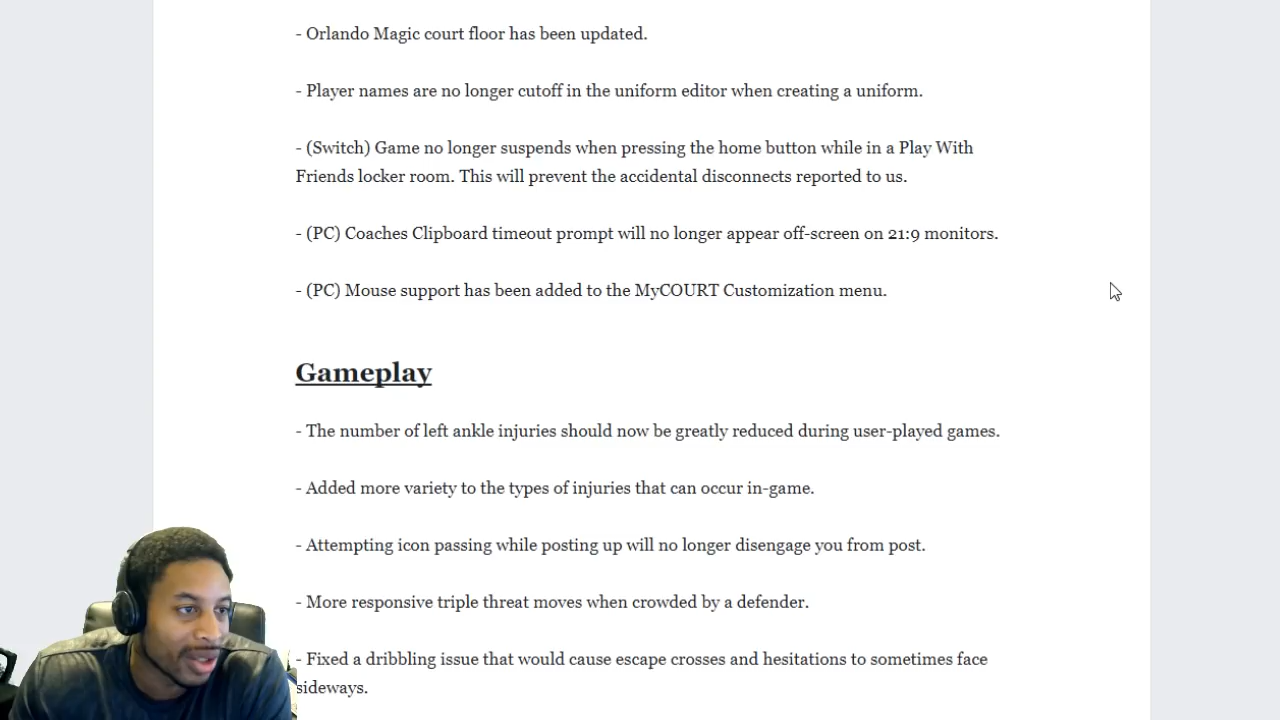 - Orlando Magic court floor has been updated.
- Player names are no longer cutoff in the uniform editor when creating a uniform.
- (Switch) Game no longer suspends when pressing the home button while in a Play With
Friends locker room. This will prevent the accidental disconnects reported to us.
- (PC) Coaches Clipboard timeout prompt will no longer appear off-screen on 21:9 monitors.
- (PC) Mouse support has been added to the MyCOURT Customization menu.
Gameplay
- The number of left ankle injuries should now be greatly reduced during user-played games.
- Added more variety to the types of injuries that can occur in-game.
- Attempting icon passing while posting up will no longer disengage you from post.
- More responsive triple threat moves when crowded by a defender.
- Fixed a dribbling issue that would cause escape crosses and hesitations to sometimes face
sideways.